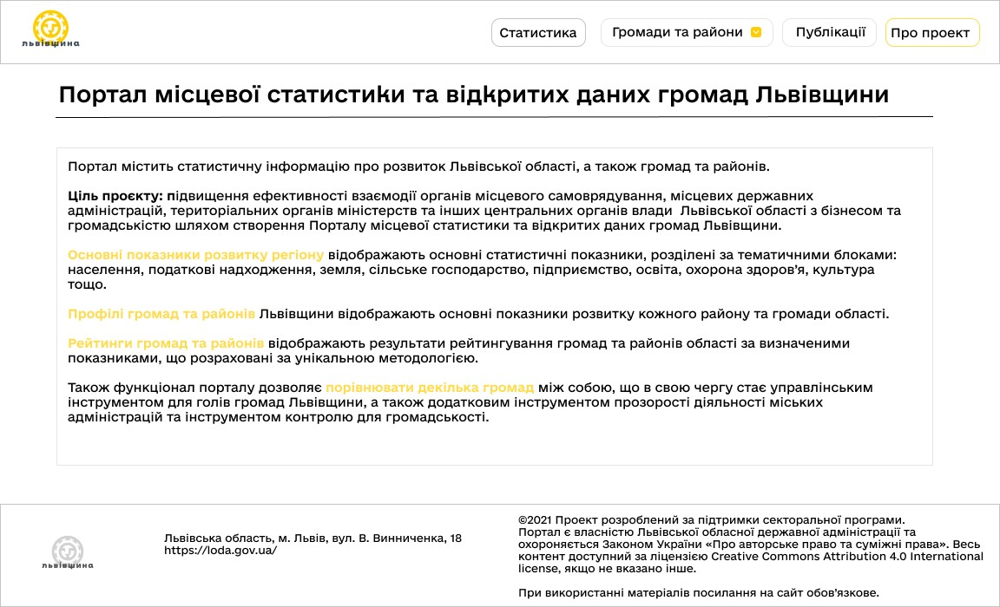 львівщина
Статистика
Громади та райони
Публікації
Про проект
Портал місцевої статистики та відкритих даних громад Львівщини
Портал містить статистичну інформацію про розвиток Львівської області, а також громад та районів.
Ціль проєкту: підвищення ефективності взаємодії органів місцевого самоврядування, місцевих державних
адміністрацій, територіальних органів міністерств та інших центральних органів влади Львівської області з бізнесом та
громадськістю шляхом створення Порталу місцевої статистики та відкритих даних громад Львівщини.
Основні показники розвитку регіону відображають основні статистичні показники, розділені за тематичними блоками:
населення, податкові надходження, земля, сільське господарство, підприємство, освіта, охорона здоров’я, культура
тощо.
Профілі громад та районів Львівщини відображають основні показники розвитку кожного району та громади області.
Рейтинги громад та районів відображають результати рейтингування громад та районів області за визначеними
показниками, що розраховані за унікальною методологією.
Також функціонал порталу дозволяє порівнювати декілька громад між собою, що в свою чергу стає управлінським
інструментом для голів громад Львівщини, а також додатковим інструментом прозорості діяльності міських
адміністрацій та інструментом контролю для громадськості.
львівщина
Львівська область, м. Львів, вул. В. Винниченка, 18
https://loda.gov.ua/
©2021 Проект розроблений за підтримки секторальної програми.
Портал є власністю Львівської обласної державної адміністрації та
охороняється Законом України «Про авторське право та суміжні права». Весь
контент доступний за ліцензією Creative Commons Attribution 4.0 International
license, якщо не вказано інше.
При використанні матеріалів посилання на сайт обов’язкове.